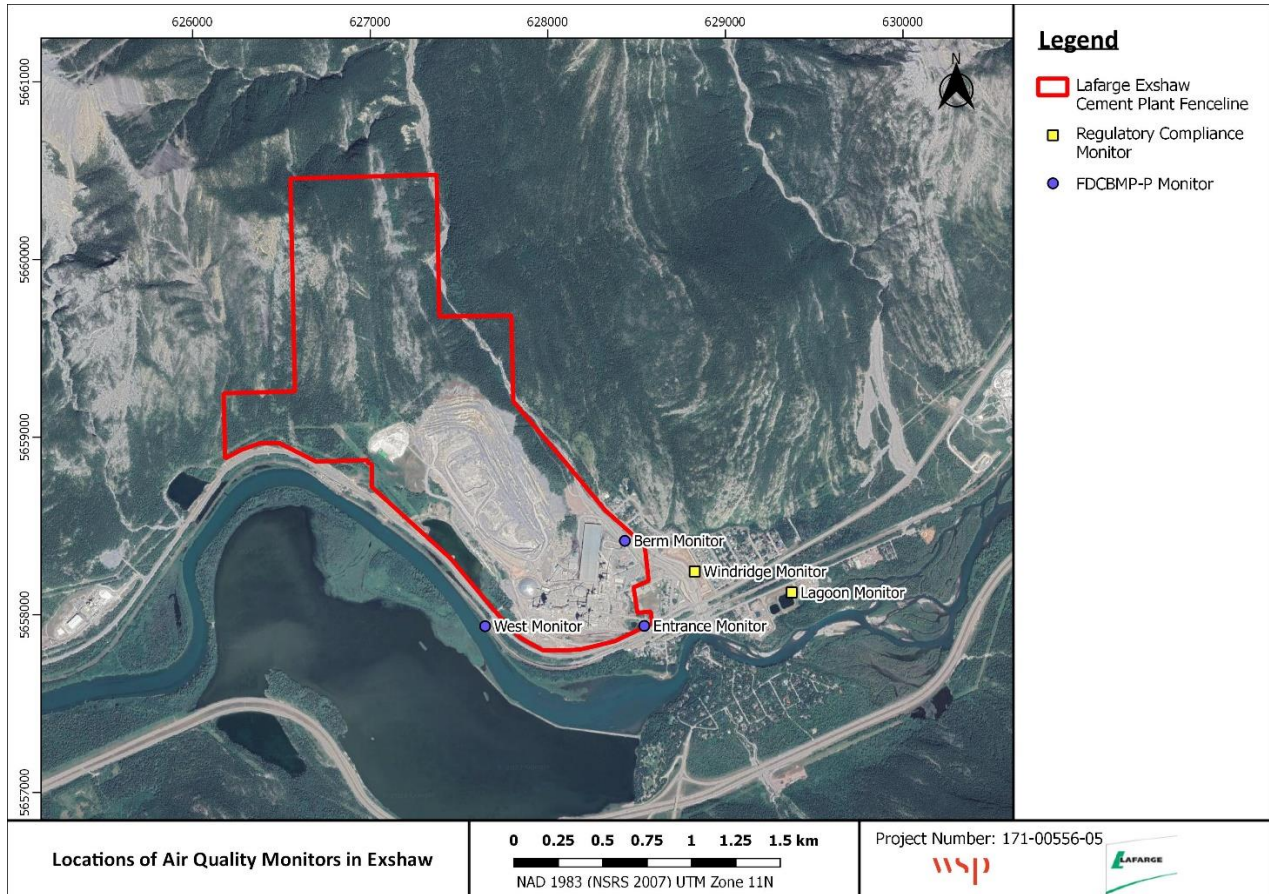 626000 627000 628000 629000 630000
5661000
5660000
5659000
5658000
5657000
N
Berm Monitor
Windridge Monitor
Lagoon Monitor
West Monitor
Entrance Monitor
Legend
Lafarge Exshaw
Cement Plant Fenceline
Regulatory Compliance
Monitor
FDCBMP-P Monitor
Locations of Air Quality Monitors in Exshaw
0 0.25 0.5 0.75 1 1.25 1.5 km
NAD 1983 (NSRS 2007) UTM Zone 11N
Project Number: 171-00556-05
wsp
LAFARGE